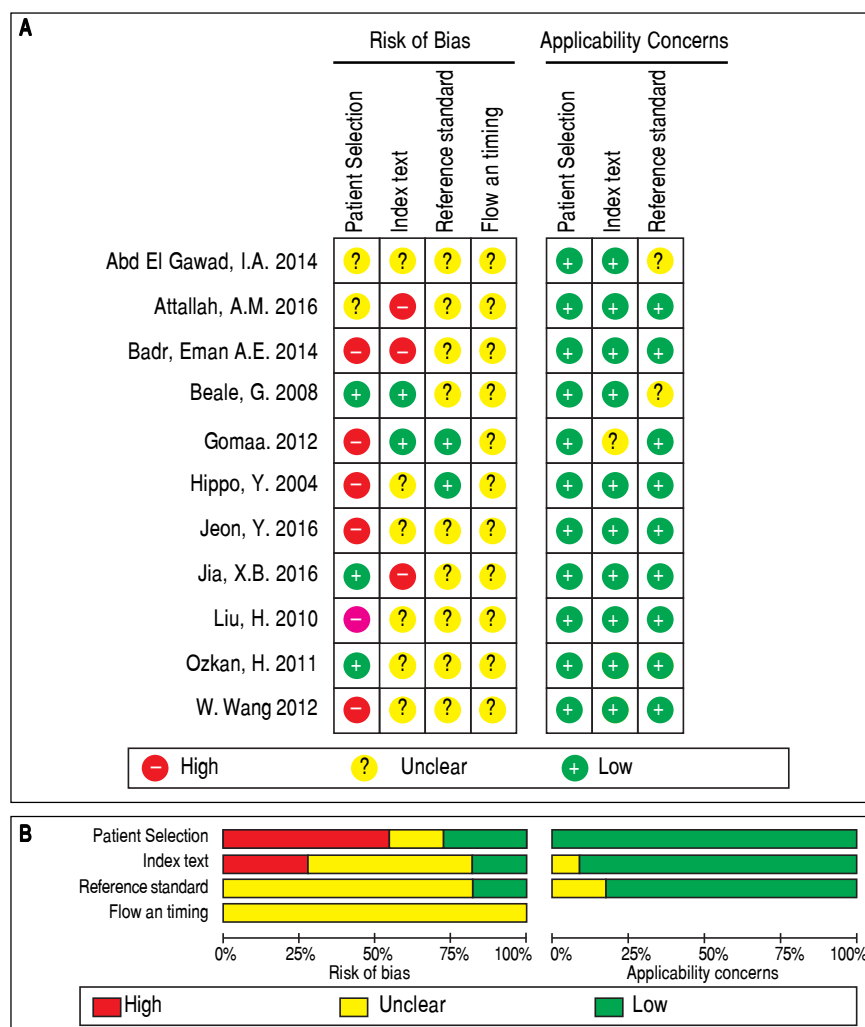 A
Risk of Bias
Applicability Concerns
Patient Selection
Index text
Reference standard
Flow an timing
Patient Selection
Index text
Reference standard
Abd El Gawad, I.A. 2014 ? ? ? ? + + ?
Attallah, A.M. 2016 ? − ? ? + + +
Badr, Eman A.E. 2014 − − ? ? + + +
Beale, G. 2008 + + ? ? + + ?
Gomaa. 2012 − + + ? + ? +
Hippo, Y. 2004 − ? + ? + + +
Jeon, Y. 2016 − ? ? ? + + +
Jia, X.B. 2016 + − ? ? + + +
Liu, H. 2010 − ? ? ? + + +
Ozkan, H. 2011 + ? ? ? + + +
W. Wang 2012 − ? ? ? + + +
− High ? Unclear + Low
B
Patient Selection
Index text
Reference standard
Flow an timing
0% 25% 50% 75% 100% 0% 25% 50% 75% 100%
Risk of bias Applicability concerns
High Unclear Low